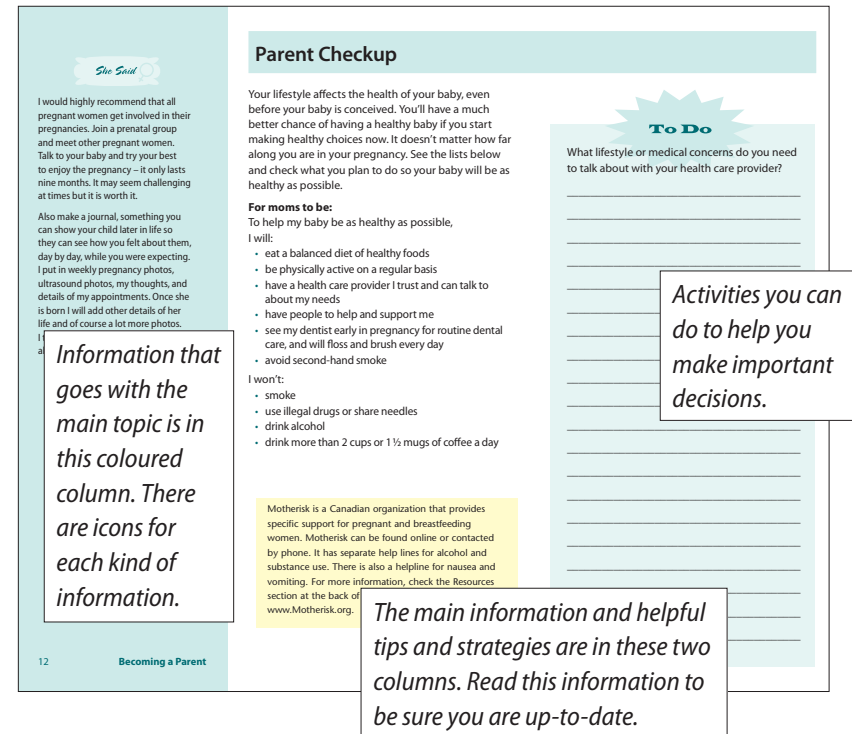 She Said
I would highly recommend that all
pregnant women get involved in their
pregnancies. Join a prenatal group
and meet other pregnant women.
Talk to your baby and try your best
to enjoy the pregnancy – it only lasts
nine months. It may seem challenging
at times but it is worth it.
Also make a journal, something you
can show your child later in life so
they can see how you felt about them,
day by day, while you were expecting.
I put in weekly pregnancy photos,
ultrasound photos, my thoughts, and
details of my appointments. Once she
is born I will add other details of her
life and of course a lot more photos.
I
Information that
goes with the
main topic is in
this coloured
column. There
are icons for
each kind of
information.
12
Becoming a Parent
Parent Checkup
Your lifestyle affects the health of your baby, even
before your baby is conceived. You'll have a much
better chance of having a healthy baby if you start
making healthy choices now. It doesn't matter how far
along you are in your pregnancy. See the lists below
and check what you plan to do so your baby will be as
healthy as possible.
For moms to be:
To help my baby be as healthy as possible,
I will:
• eat a balanced diet of healthy foods
• be physically active on a regular basis
• have a health care provider I trust and can talk to
about my needs
• have people to help and support me
• see my dentist early in pregnancy for routine dental
care, and will floss and brush every day
• avoid second-hand smoke
I won't:
• smoke
• use illegal drugs or share needles
• drink alcohol
• drink more than 2 cups or 1 ½ mugs of coffee a day
Motherisk is a Canadian organization that provides
specific support for pregnant and breastfeeding
women. Motherisk can be found online or contacted
by phone. It has separate help lines for alcohol and
substance use. There is also a helpline for nausea and
vomiting. For more information, check the Resources
section at the back of
www.Motherisk.org.
To Do
What lifestyle or medical concerns do you need
to talk about with your health care provider?
Activities you can
do to help you
make important
decisions.
The main information and helpful
tips and strategies are in these two
columns. Read this information to
be sure you are up-to-date.